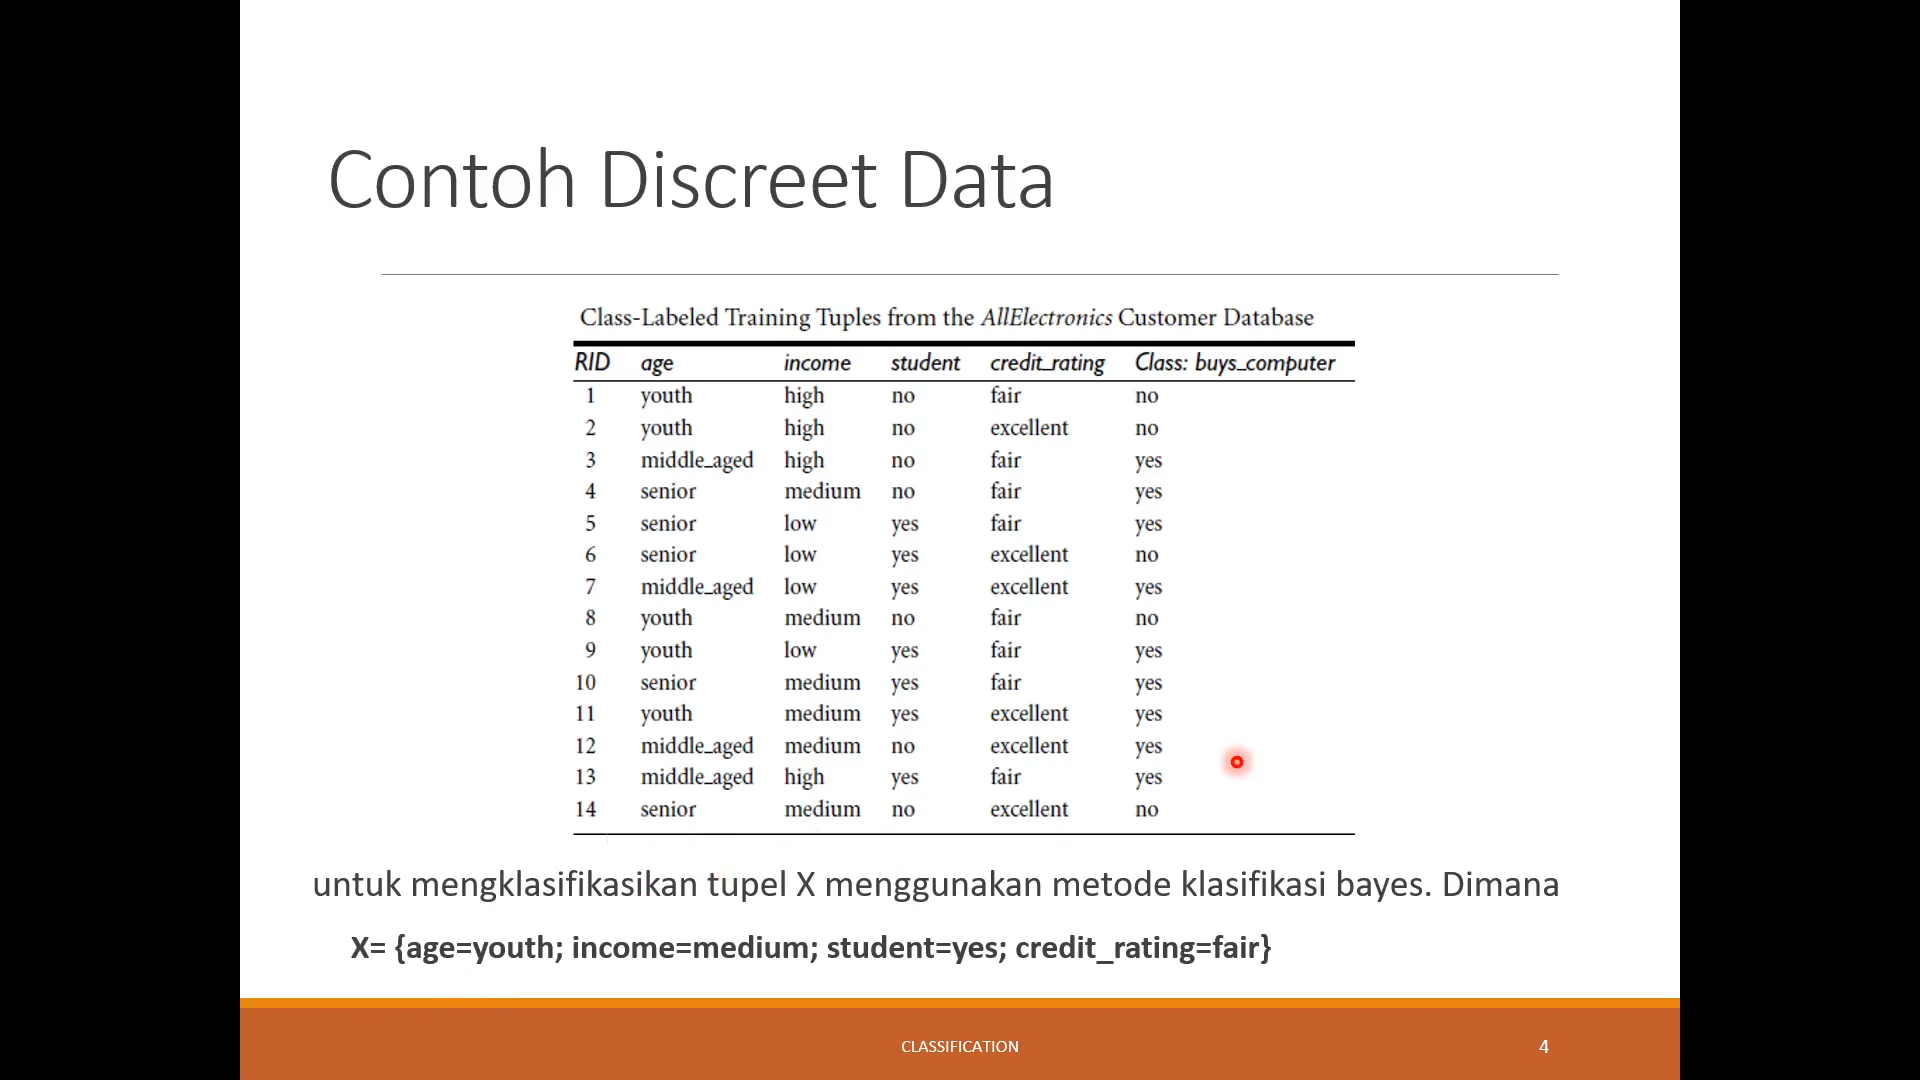 Contoh Discreet Data
Class-Labeled Training Tuples from the AllElectronics Customer Database
RID age income student credit_rating Class: buys_computer
1 youth high no fair no
2 youth high no excellent no
3 middle_aged high no fair yes
4 senior medium no fair yes
5 senior low yes fair yes
6 senior low yes excellent no
7 middle_aged low yes excellent yes
8 youth medium no fair no
9 youth low yes fair yes
10 senior medium yes fair yes
11 youth medium yes excellent yes
12 middle_aged medium no excellent yes
13 middle_aged high yes fair yes
14 senior medium no excellent no
untuk mengklasifikasikan tupel X menggunakan metode klasifikasi bayes. Dimana
X= {age=youth; income=medium; student=yes; credit_rating=fair}
CLASSIFICATION 4